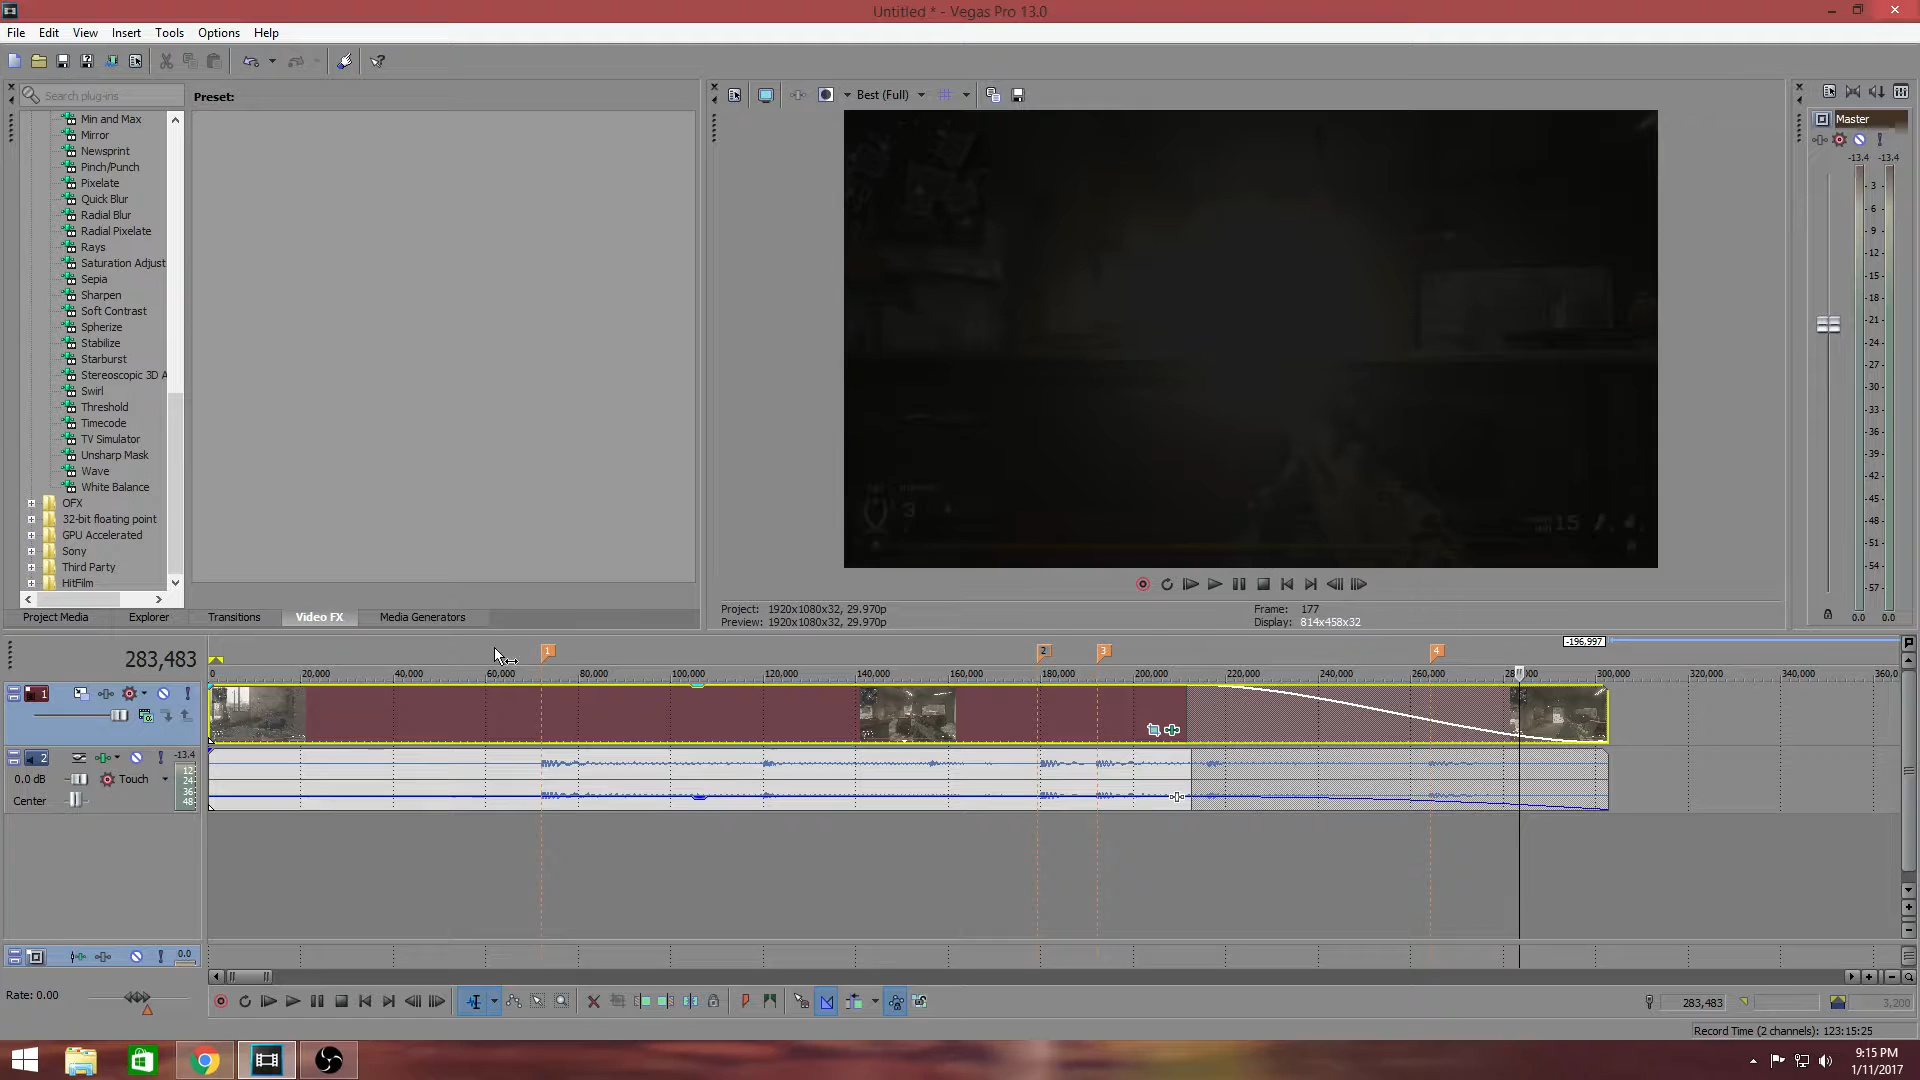 Untitled * - Vegas Pro 13.0
File Edit View Insert Tools Options Help
Search plug-ins
Preset:
Best (Full)
Master
-13.4 -13.4
Min and Max
Mirror
Newsprint
Pinch/Punch
Pixelate
Quick Blur
Radial Blur
Radial Pixelate
Rays
Saturation Adjust
Sepia
Sharpen
Soft Contrast
Spherize
Stabilize
Starburst
Stereoscopic 3D A
Swirl
Threshold
Timecode
TV Simulator
Unsharp Mask
Wave
White Balance
OFX
32-bit floating point
GPU Accelerated
Sony
Third Party
HitFilm
3
15
- 3 -
- 6 -
- 9 -
-12-
-15-
-18-
-21-
-24-
-27-
-30-
-33-
-36-
-39-
-42-
-45-
-48-
-51-
-54-
-57-
0.0 0.0
Project Media Explorer Transitions Video FX Media Generators
Project: 1920x1080x32, 29.970p
Preview: 1920x1080x32, 29.970p
Frame: 177
Display: 814x458x32
283,483
1 2 3 4
-196.997
0 20,000 40,000 60,000 80,000 100,000 120,000 140,000 160,000 180,000 200,000 220,000 240,000 260,000 300,000 320,000 340,000 360,0
1
2
-13.4
0.0 dB
Touch
Center
12
24
36
48
0.0
Rate: 0.00
283,483
3,200
Record Time (2 channels): 123:15:25
9:15 PM
1/11/2017